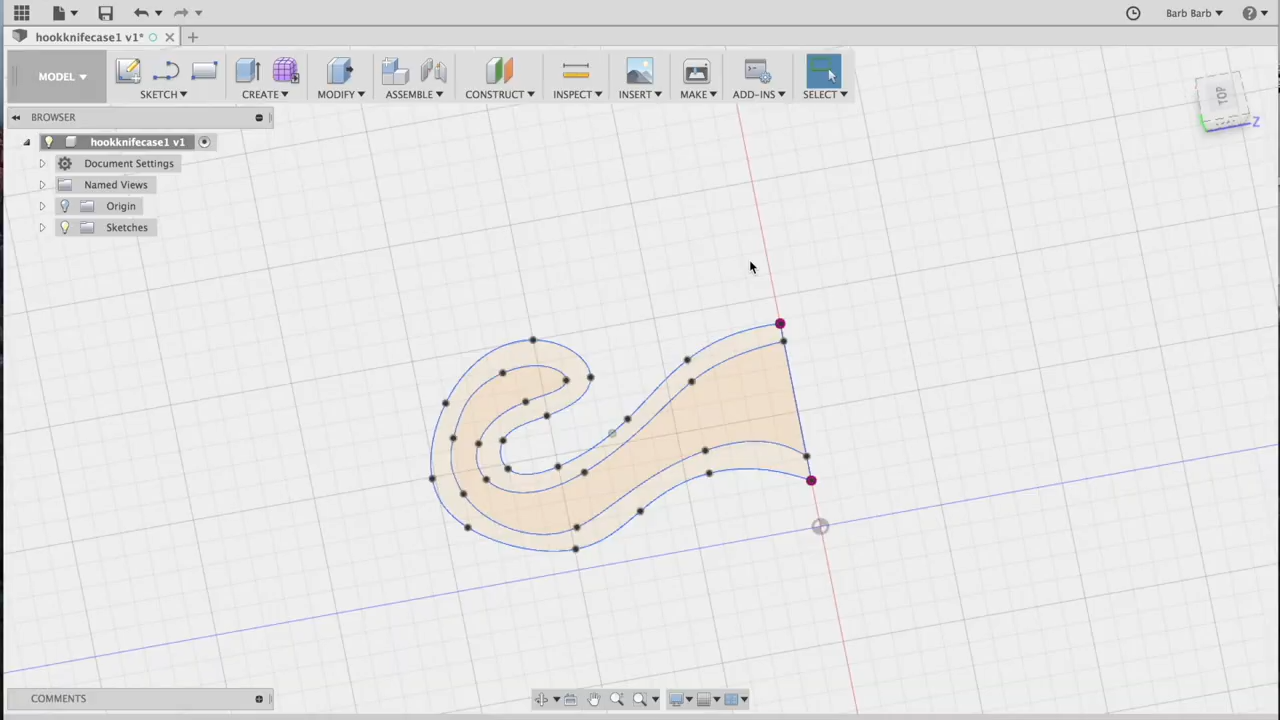 Barb Barb
hookknifecase1 v1*
MODEL
SKETCH
CREATE
MODIFY
ASSEMBLE
CONSTRUCT
INSPECT
INSERT
MAKE
ADD-INS
SELECT
TOP
Z
BROWSER
hookknifecase1 v1
Document Settings
Named Views
Origin
Sketches
COMMENTS